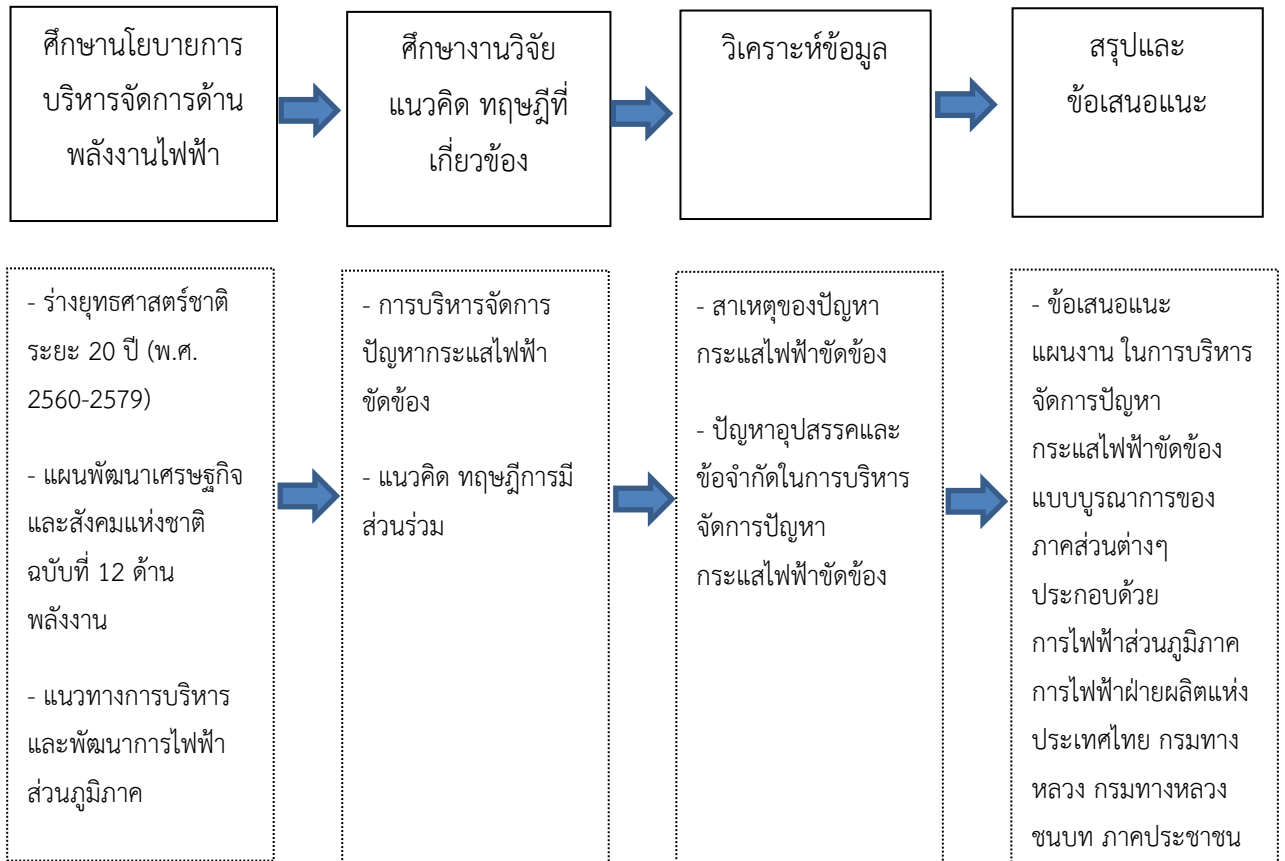 ศึกษานโยบายการ
บริหารจัดการด้าน
พลังงานไฟฟ้า
ศึกษางานวิจัย
แนวคิด ทฤษฎีที่
เกี่ยวข้อง
วิเคราะห์ข้อมูล
สรุปและ
ข้อเสนอแนะ
- ร่างยุทธศาสตร์ชาติ
ระยะ 20 ปี (พ.ศ.
2560-2579)
- แผนพัฒนาเศรษฐกิจ
และสังคมแห่งชาติ
ฉบับที่ 12 ด้าน
พลังงาน
- แนวทางการบริหาร
และพัฒนาการไฟฟ้า
ส่วนภูมิภาค
- การบริหารจัดการ
ปัญหากระแสไฟฟ้า
ขัดข้อง
- แนวคิด ทฤษฎีการมี
ส่วนร่วม
- สาเหตุของปัญหา
กระแสไฟฟ้าขัดข้อง
- ปัญหาอุปสรรคและ
ข้อจำกัดในการบริหาร
จัดการปัญหา
กระแสไฟฟ้าขัดข้อง
- ข้อเสนอแนะ
แผนงาน ในการบริหาร
จัดการปัญหา
กระแสไฟฟ้าขัดข้อง
แบบบูรณาการของ
ภาคส่วนต่างๆ
ประกอบด้วย
การไฟฟ้าส่วนภูมิภาค
การไฟฟ้าฝ่ายผลิตแห่ง
ประเทศไทย กรมทาง
หลวง กรมทางหลวง
ชนบท ภาคประชาชน